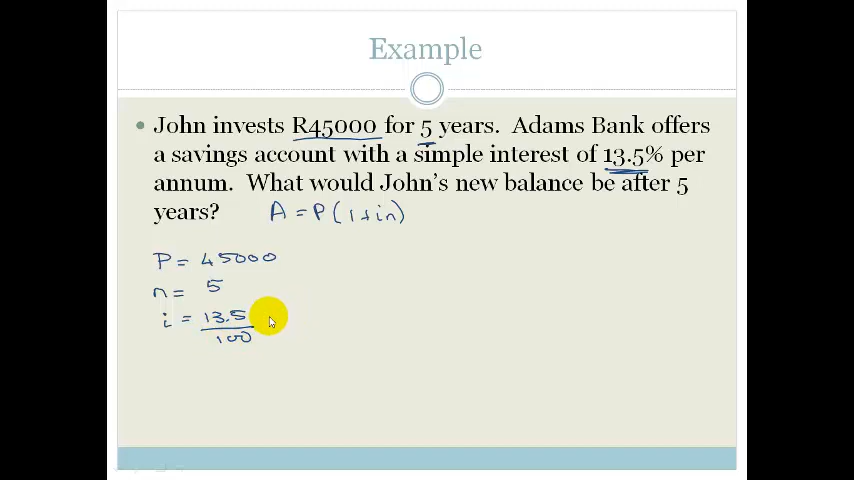 Example
John invests R45000 for 5 years. Adams Bank offers
a savings account with a simple interest of 13.5% per
annum. What would John's new balance be after 5
years? A = P(1+in)
P = 45000
n = 5
i = 13.5
100